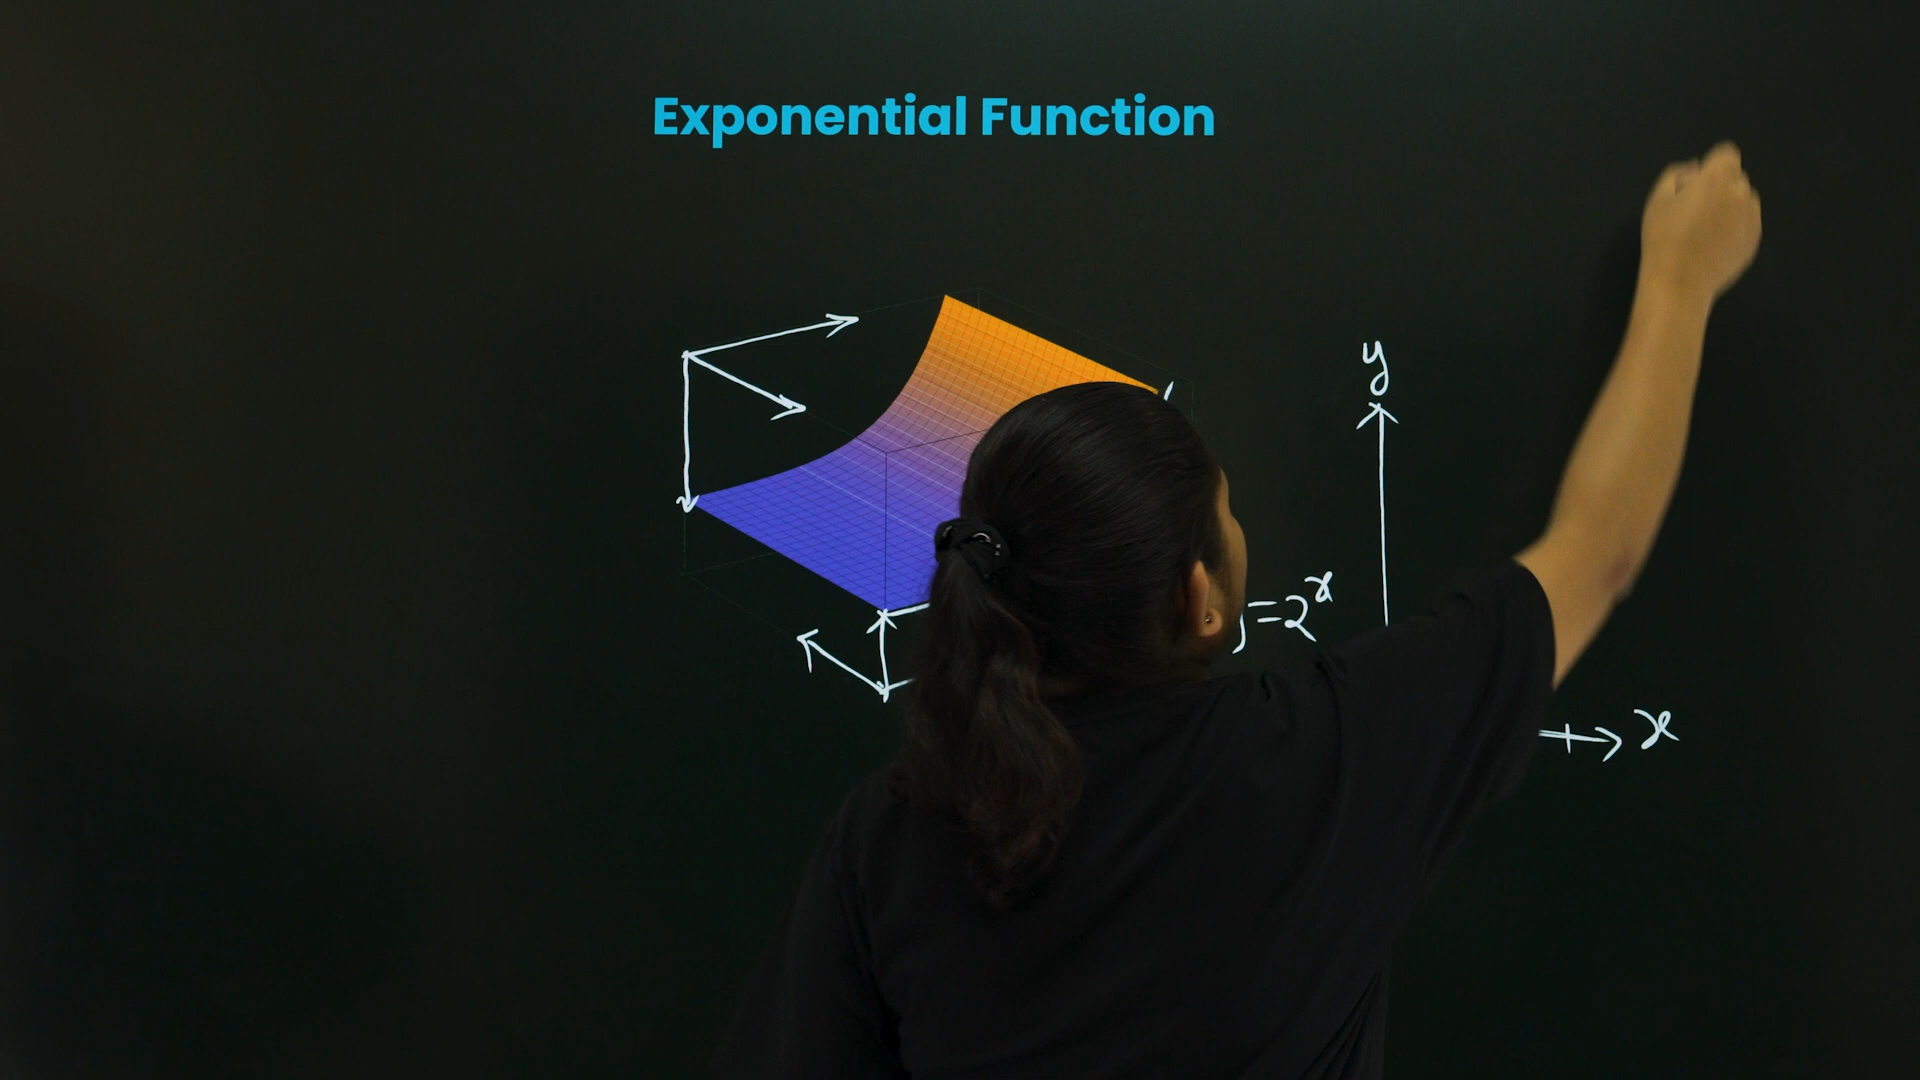 Exponential Function
y
y=2^x
x